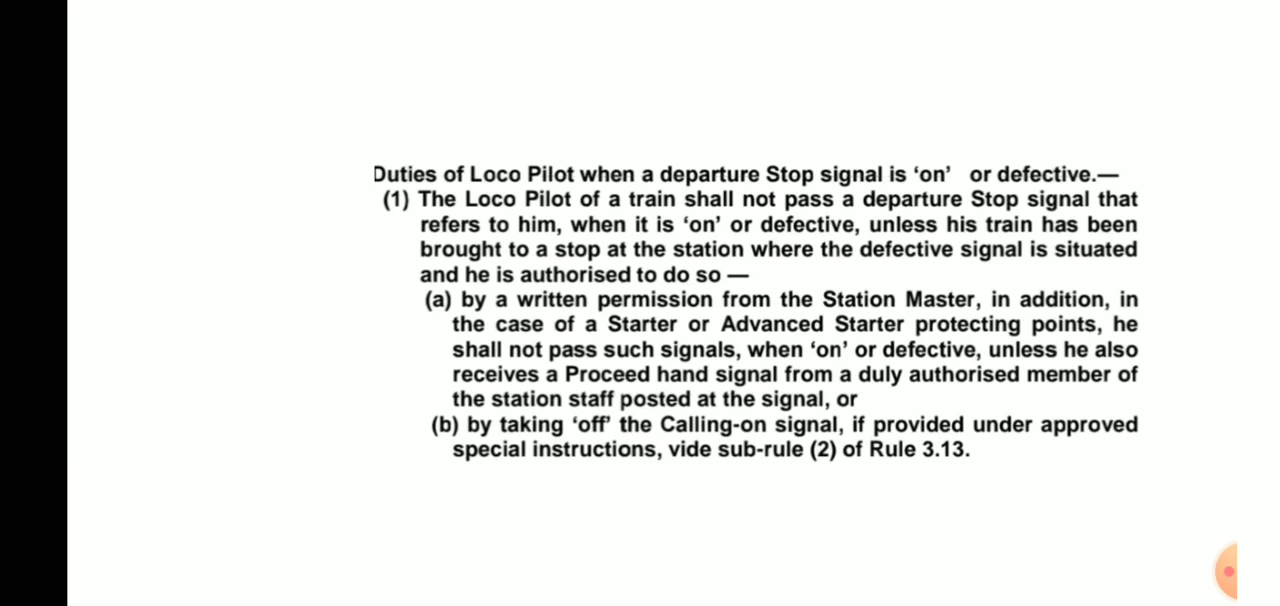 Duties of Loco Pilot when a departure Stop signal is ‘on’ or defective.—
(1) The Loco Pilot of a train shall not pass a departure Stop signal that
refers to him, when it is ‘on’ or defective, unless his train has been
brought to a stop at the station where the defective signal is situated
and he is authorised to do so —
(a) by a written permission from the Station Master, in addition, in
the case of a Starter or Advanced Starter protecting points, he
shall not pass such signals, when ‘on’ or defective, unless he also
receives a Proceed hand signal from a duly authorised member of
the station staff posted at the signal, or
(b) by taking ‘off’ the Calling-on signal, if provided under approved
special instructions, vide sub-rule (2) of Rule 3.13.